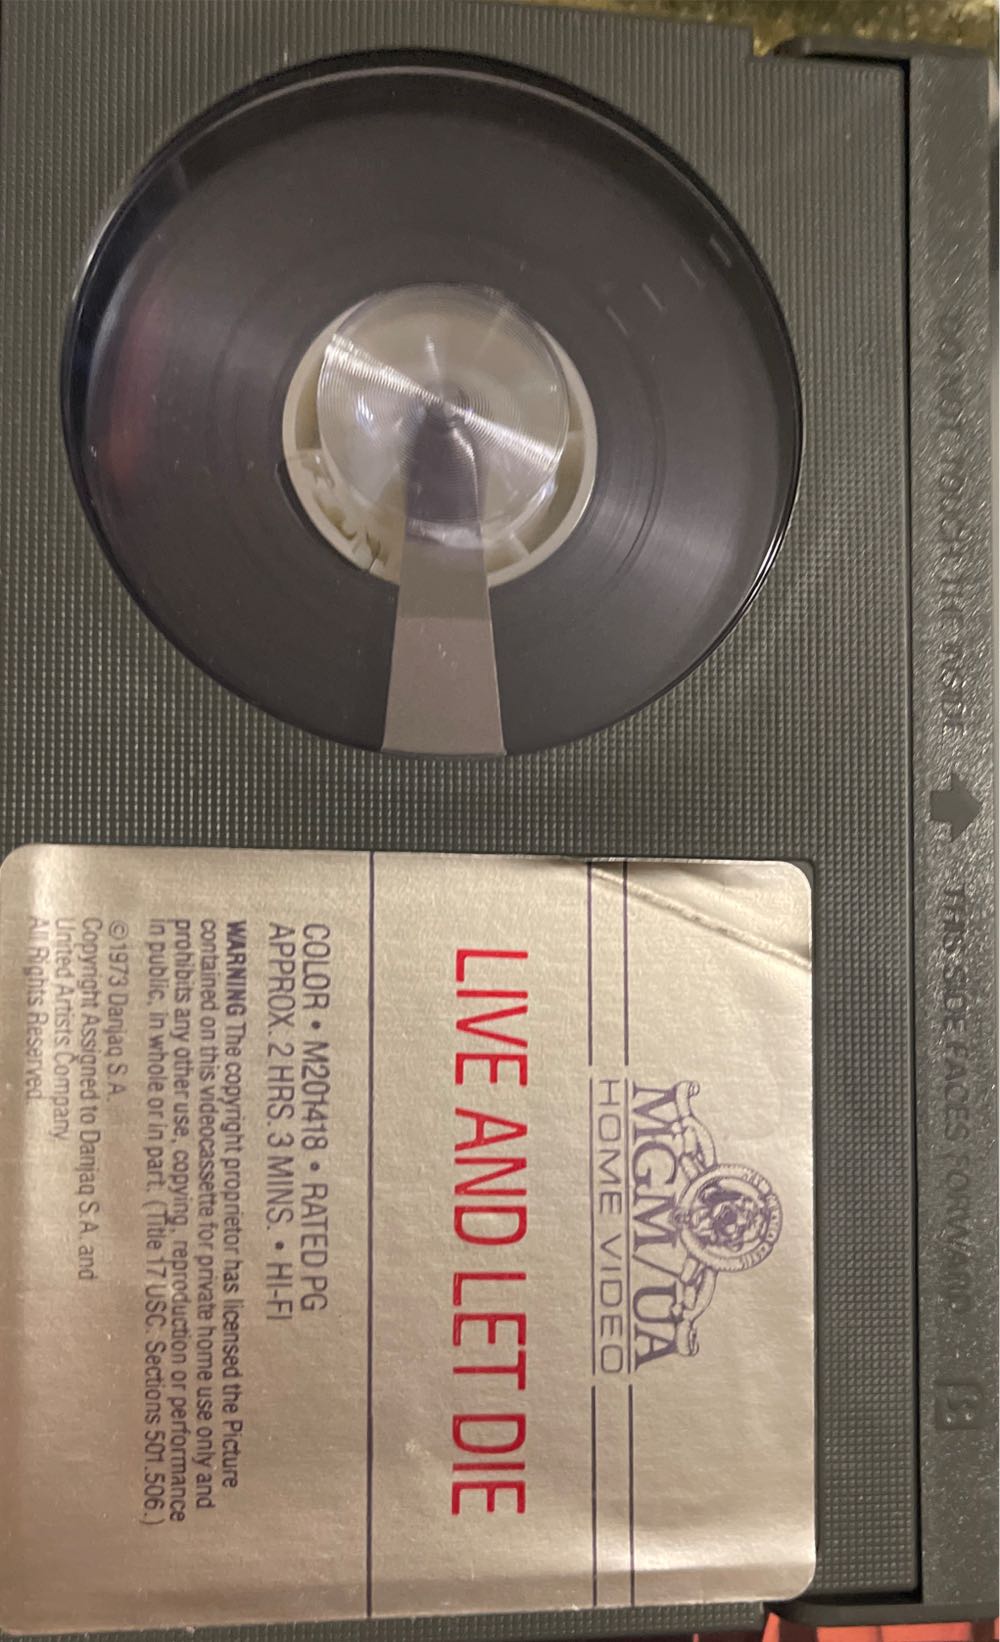 DO NOT TOUCH TAPE INSIDE
THIS SIDE FACES TOWARD
MGM/UA
HOME VIDEO
LIVE AND LET DIE
COLOR • M201418 • RATED PG
APPROX. 2 HRS. 3 MINS. • HI-FI
WARNING The copyright proprietor has licensed the Picture
contained on this videocassette for private home use only and
prohibits any other use, copying, reproduction or performance
in public, in whole or in part. (Title 17 USC. Sections 501.506.)
©1973 Danjaq S.A.
Copyright Assigned to Danjaq S.A. and
United Artists Company
All Rights Reserved